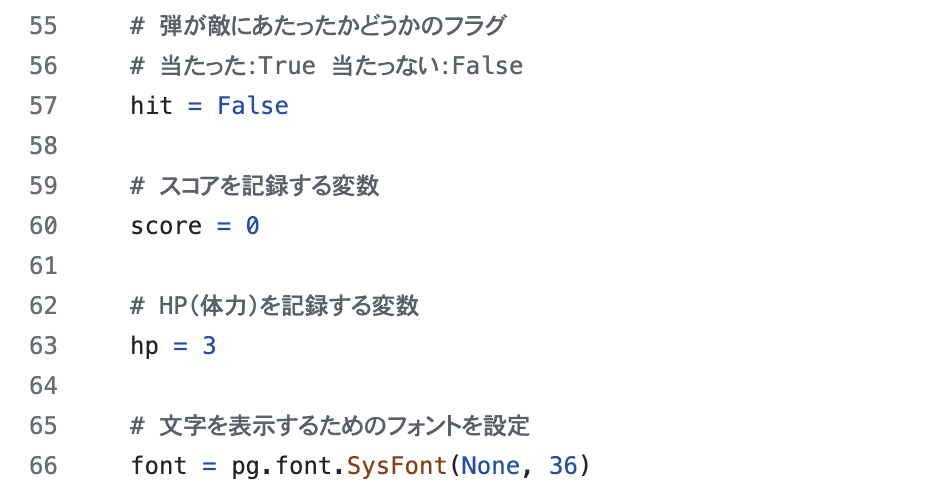 55 # 弾が敵にあたったかどうかのフラグ
56 # 当たった:True 当たっない:False
57 hit = False
58
59 # スコアを記録する変数
60 score = 0
61
62 # HP(体力)を記録する変数
63 hp = 3
64
65 # 文字を表示するためのフォントを設定
66 font = pg.font.SysFont(None, 36)